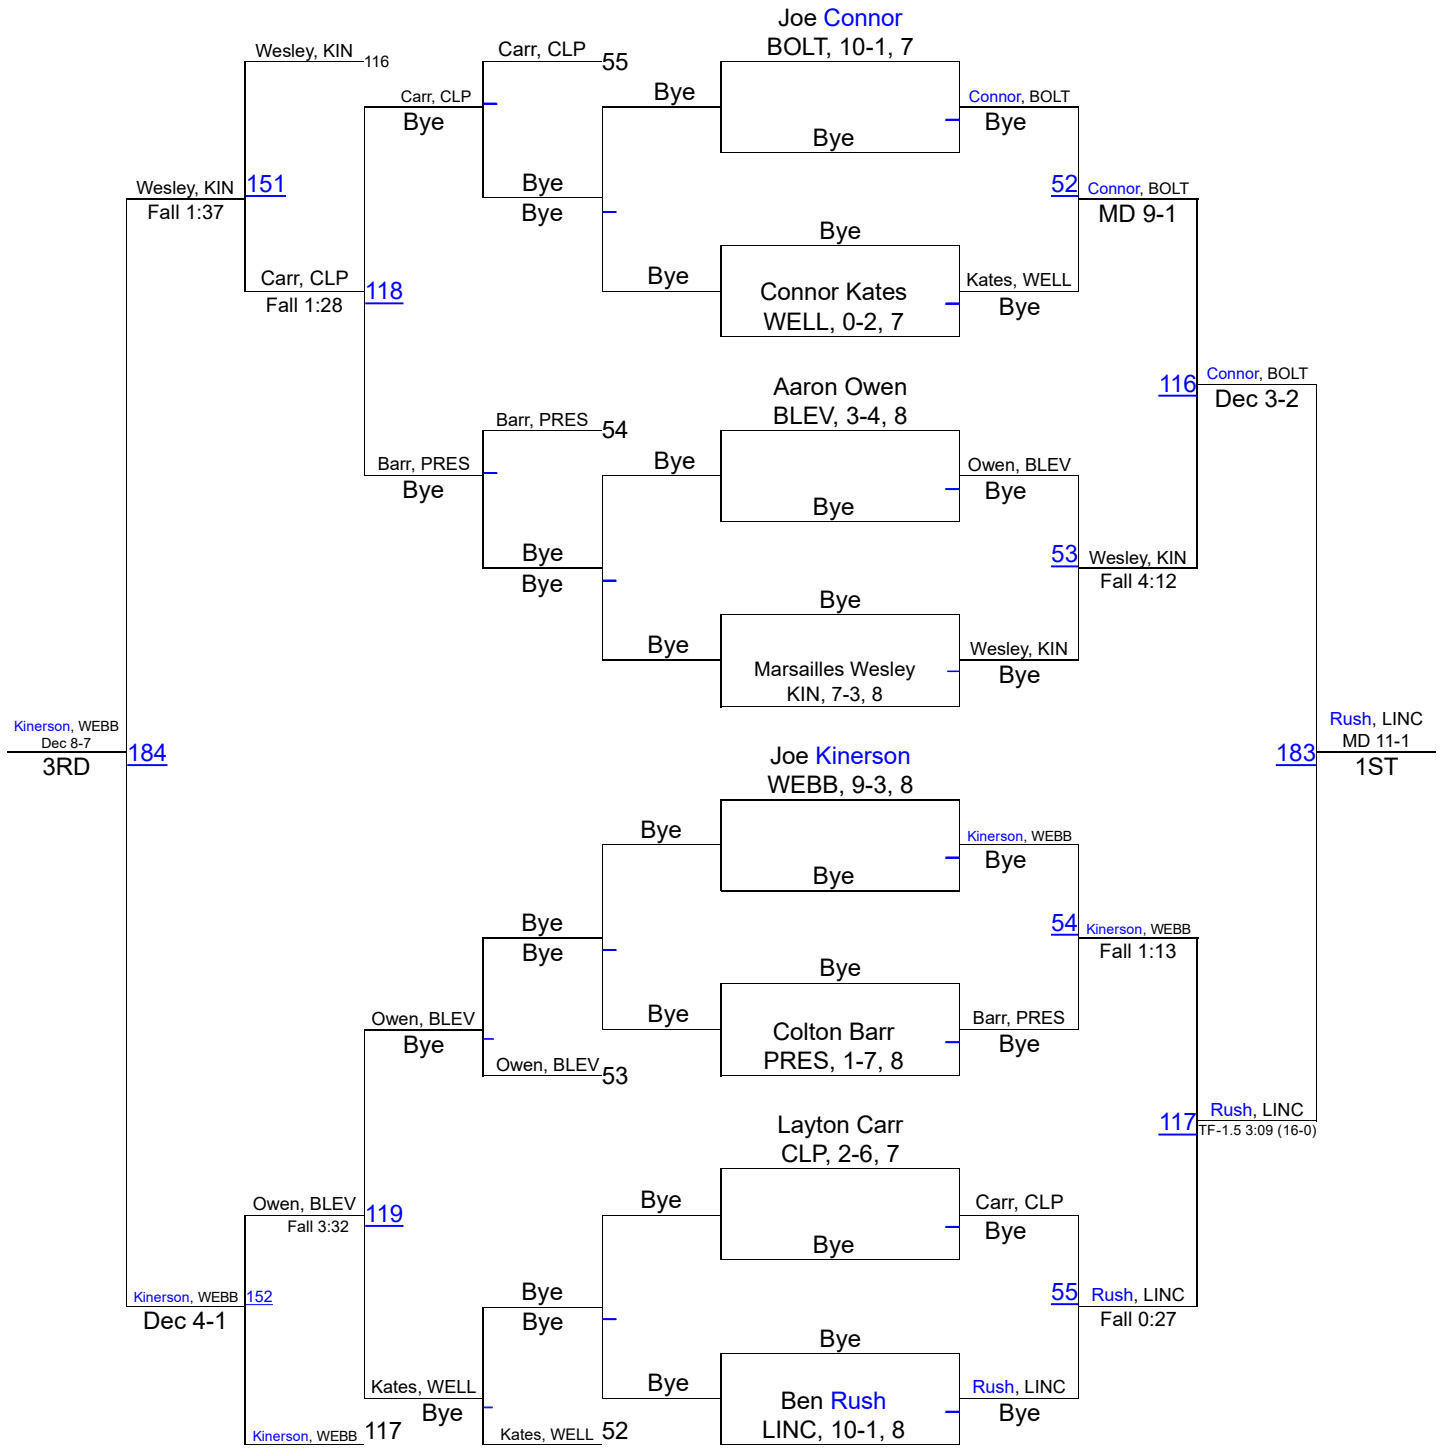 Joe Connor
BOLT, 10-1, 7
Wesley, KIN
116
Carr, CLP
55
Carr, CLP
Bye
Bye
Connor, BOLT
Bye
Bye
Wesley, KIN
151
Fall 1:37
Bye
Bye
52
Connor, BOLT
MD 9-1
Bye
Carr, CLP
Fall 1:28
118
Bye
Connor Kates
WELL, 0-2, 7
Kates, WELL
Bye
Aaron Owen
BLEV, 3-4, 8
116
Connor, BOLT
Dec 3-2
Barr, PRES
54
Barr, PRES
Bye
Bye
Owen, BLEV
Bye
Bye
Bye
Bye
53
Wesley, KIN
Fall 4:12
Bye
Bye
Marsailles Wesley
KIN, 7-3, 8
Wesley, KIN
Bye
Kinerson, WEBB
Dec 8-7
3RD
184
Joe Kinerson
WEBB, 9-3, 8
183
Rush, LINC
MD 11-1
1ST
Bye
Kinerson, WEBB
Bye
Bye
Bye
Bye
54
Kinerson, WEBB
Fall 1:13
Bye
Owen, BLEV
Bye
Bye
Colton Barr
PRES, 1-7, 8
Barr, PRES
Bye
Owen, BLEV
53
Layton Carr
CLP, 2-6, 7
117
Rush, LINC
TF-1.5 3:09 (16-0)
Owen, BLEV
Fall 3:32
119
Bye
Carr, CLP
Bye
Bye
Kinerson, WEBB
152
Dec 4-1
Bye
Bye
55
Rush, LINC
Fall 0:27
Bye
Kates, WELL
Bye
Bye
Ben Rush
LINC, 10-1, 8
Rush, LINC
Bye
Kinerson, WEBB
117
Kates, WELL
52